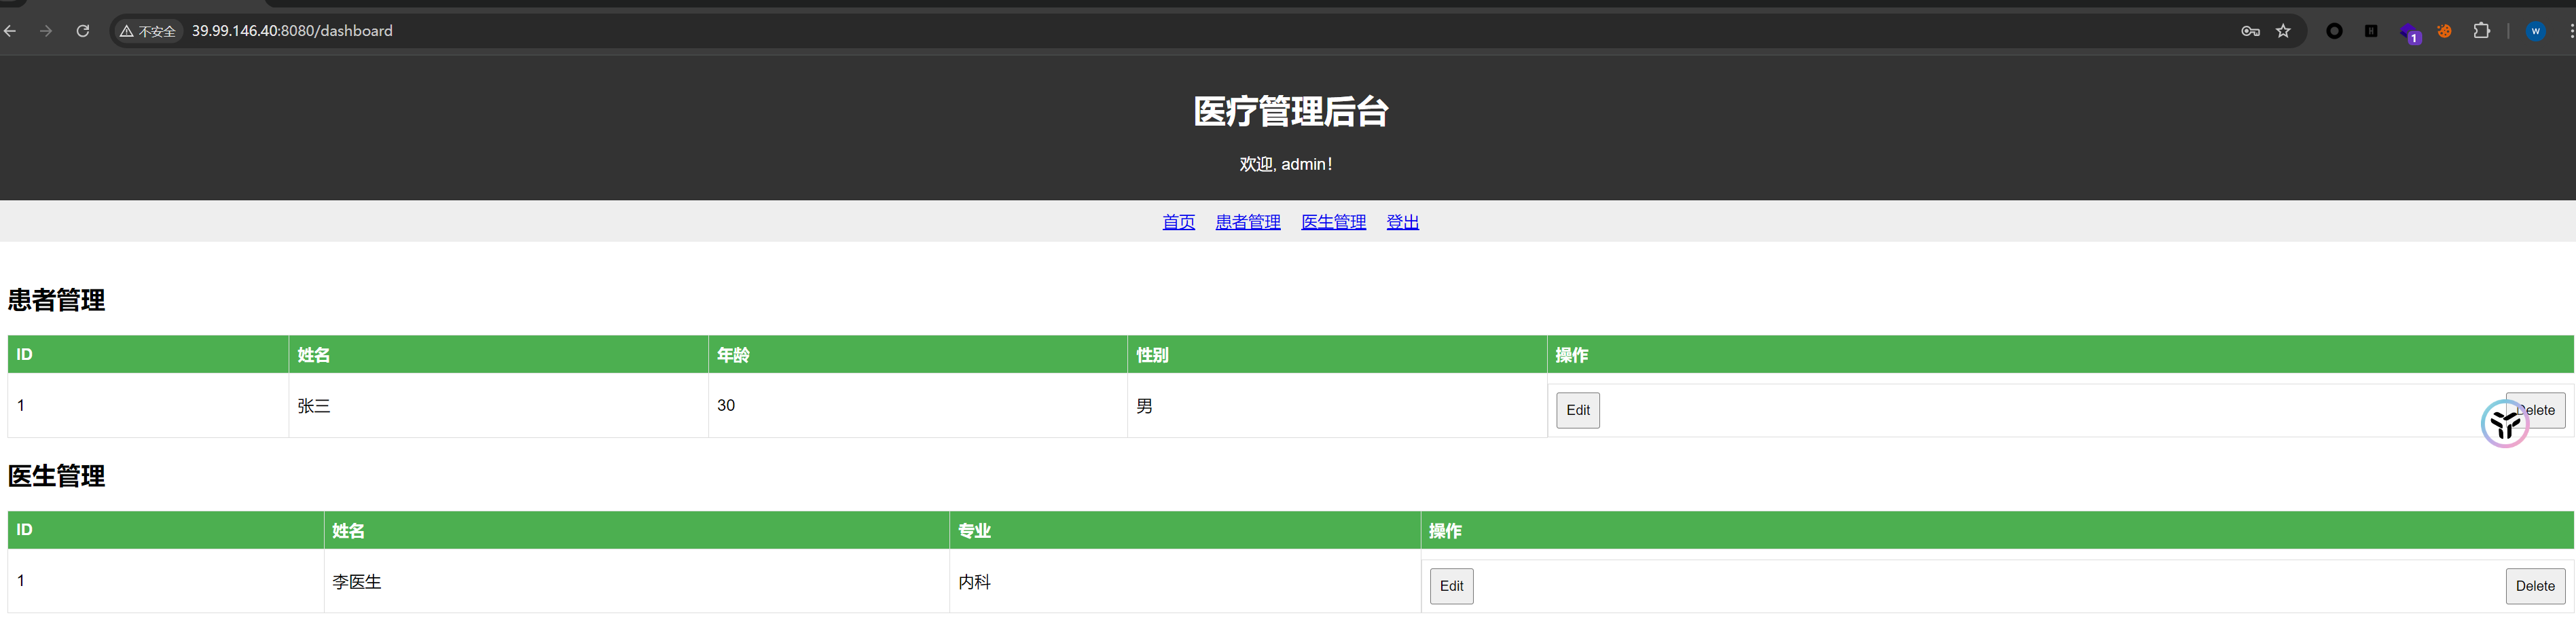 不安全 39.99.146.40:8080/dashboard
1 W
医疗管理后台
欢迎, admin!
首页 患者管理 医生管理 登出
患者管理
ID 姓名 年龄 性别 操作
1 张三 30 男 Edit Delete
医生管理
ID 姓名 专业 操作
1 李医生 内科 Edit Delete